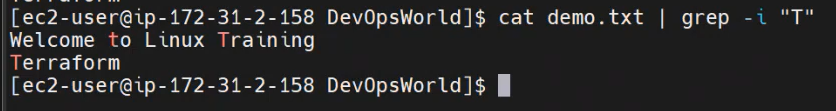 [ec2-user@ip-172-31-2-158 DevOpsWorld]$ cat demo.txt | grep -i "T"
Welcome to Linux Training
Terraform
[ec2-user@ip-172-31-2-158 DevOpsWorld]$